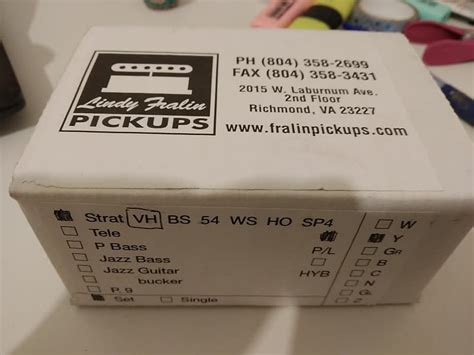 Lindy Fralin
PICKUPS
PH (804) 358-2699
FAX (804) 358-3431
2015 W. Laburnum Ave.
2nd Floor
Richmond, VA 23227
www.fralinpickups.com
Strat VH BS 54 WS HO SP4
Tele
P Bass
Jazz Bass
Jazz Guitar
bucker
P 9
Set Single
P/L
HYB
W
Y
GR
B
C
N
G
Z